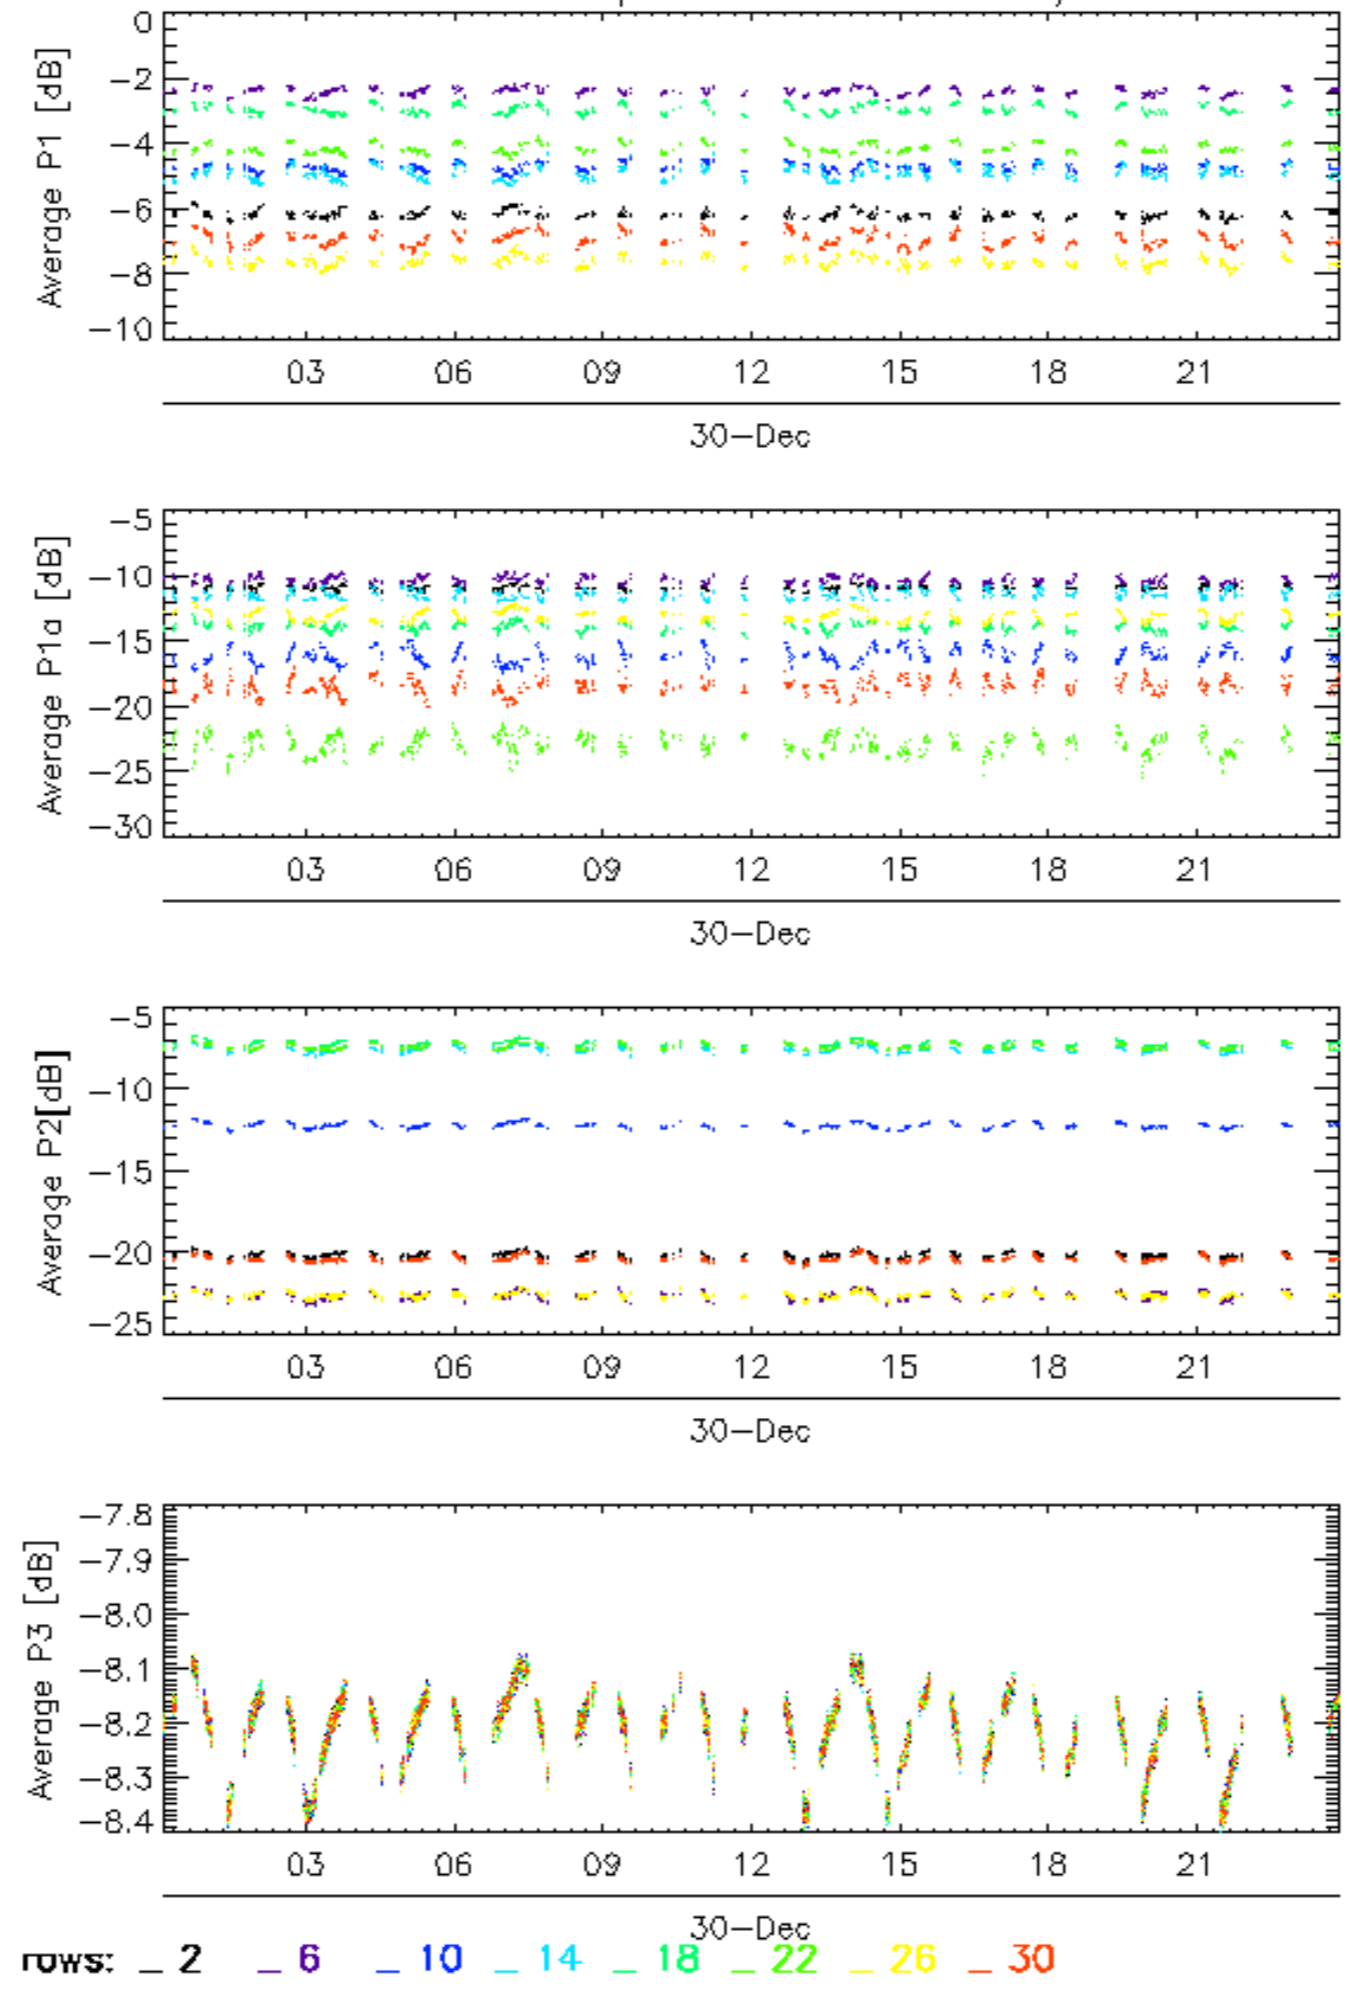 Average P1 [dB]
0
−2
−4
−6
−8
−10
03 06 09 12 15 18 21
30−Dec
Average P1a [dB]
−5
−10
−15
−20
−25
−30
03 06 09 12 15 18 21
30−Dec
Average P2[dB]
−5
−10
−15
−20
−25
03 06 09 12 15 18 21
30−Dec
Average P3 [dB]
−7.8
−7.9
−8.0
−8.1
−8.2
−8.3
−8.4
03 06 09 12 15 18 21
30−Dec
rows: _ 2 _ 6 _ 10 _ 14 _ 18 _ 22 _ 26 _ 30